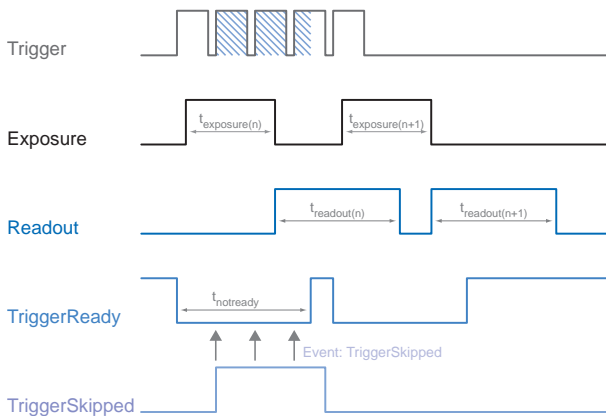 Trigger
Exposure
texposure(n)
texposure(n+1)
Readout
treadout(n)
treadout(n+1)
TriggerReady
tnotready
Event: TriggerSkipped
TriggerSkipped